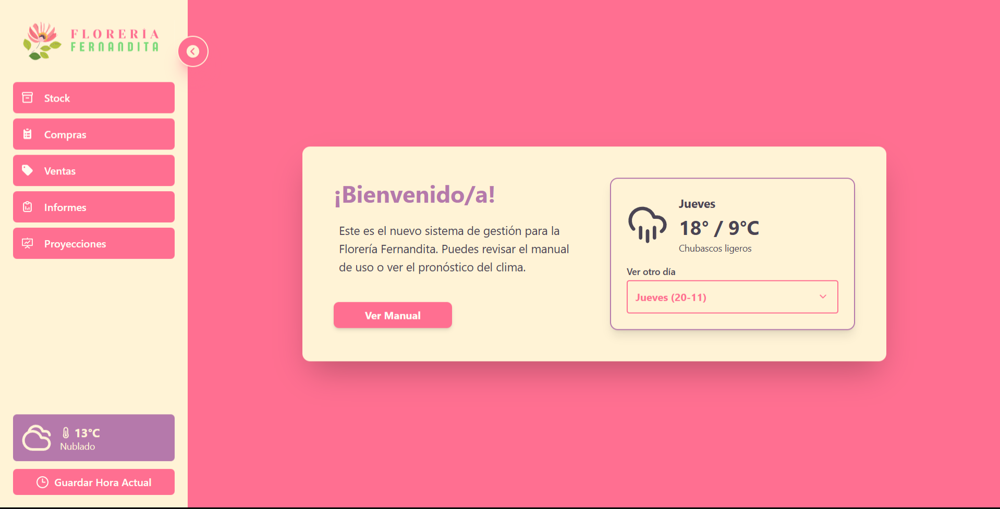 FLORERÍA
FERNANDITA
Stock
Compras
Ventas
Informes
Proyecciones
13°C
Nublado
Guardar Hora Actual
¡Bienvenido/a!
Este es el nuevo sistema de gestión para la
Florería Fernandita. Puedes revisar el manual
de uso o ver el pronóstico del clima.
Ver Manual
Jueves
18° / 9°C
Chubascos ligeros
Ver otro día
Jueves (20-11)